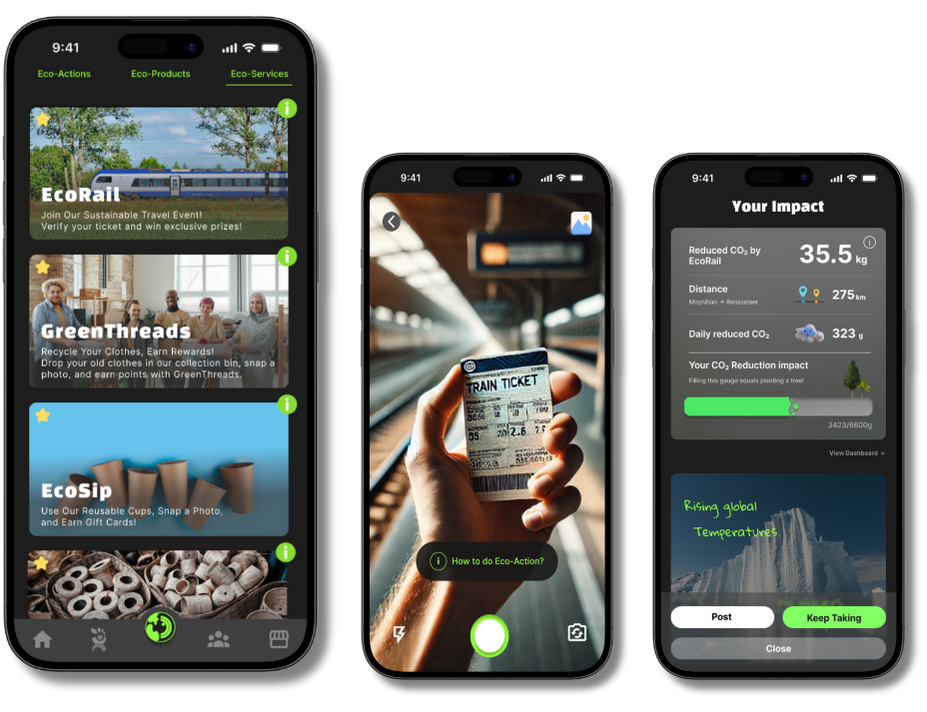 9:41
Eco-Actions
Eco-Products
Eco-Services
EcoRail
Join Our Sustainable Travel Event!
Verify your ticket and win exclusive prizes!
GreenThreads
Recycle Your Clothes, Earn Rewards!
Drop your old clothes in our collection bin, snap a
photo, and earn points with GreenThreads.
EcoSip
Use Our Reusable Cups, Snap a Photo,
and Earn Gift Cards!
9:41
TRAIN TICKET
How to do Eco-Action?
9:41
Your Impact
Reduced CO₂ by
EcoRail
35.5 kg
Distance
Moynihan → Rensselaer
275 km
Daily reduced CO₂
323 g
Your CO₂ Reduction impact
Filling this gauge equals planting a tree!
3423/6600g
View Dashboard >
Rising global
Temperatures.
Post
Keep Taking
Close